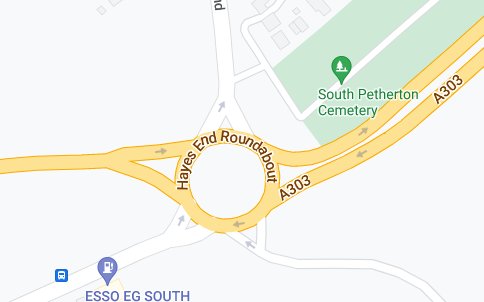 South Petherton
Cemetery
A303
Hayes End Roundabout
A303
ESSO EG SOUTH